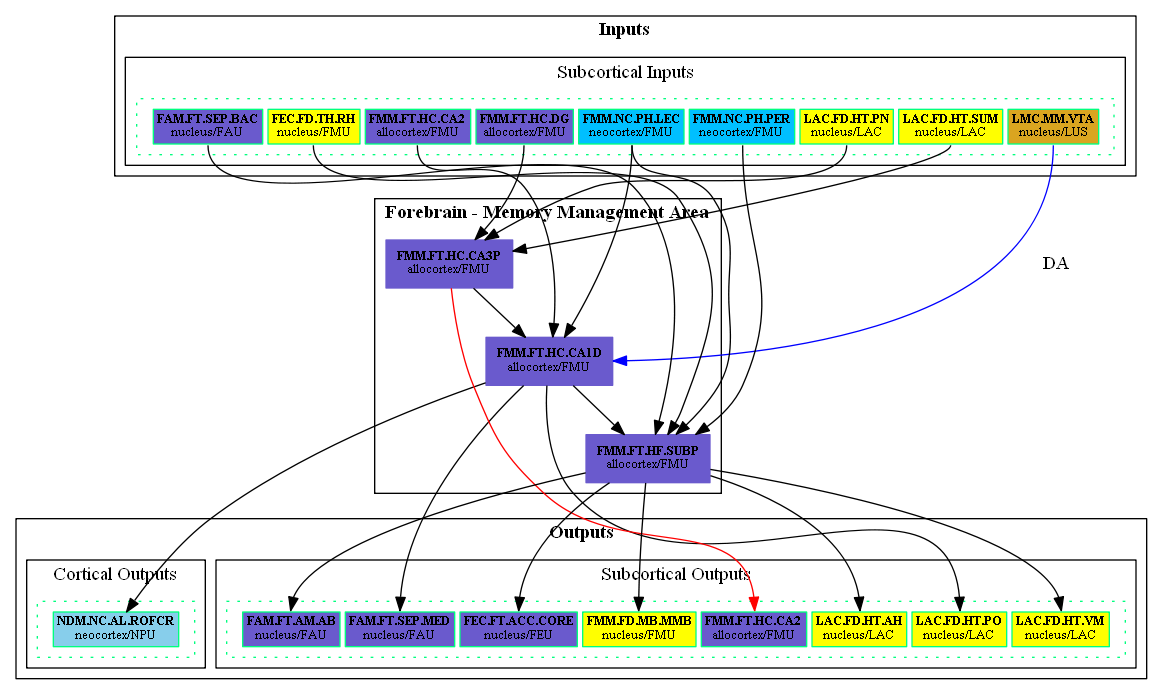 Inputs
Subcortical Inputs
FAM.FT.SEP.BAC
nucleus/FAU
FEC.FD.TH.RH
nucleus/FMU
FMM.FT.HC.CA2
allocortex/FMU
FMM.FT.HC.DG
allocortex/FMU
FMM.NC.PH.LEC
neocortex/FMU
FMM.NC.PH.PER
neocortex/FMU
LAC.FD.HT.PN
nucleus/LAC
LAC.FD.HT.SUM
nucleus/LAC
LMC.MM.VTA
nucleus/LUS
Forebrain - Memory Management Area
FMM.FT.HC.CA3P
allocortex/FMU
DA
FMM.FT.HC.CA1D
allocortex/FMU
FMM.FT.HF.SUBP
allocortex/FMU
Outputs
Cortical Outputs
NDM.NC.AL.ROFCR
neocortex/NPU
Subcortical Outputs
FAM.FT.AM.AB
nucleus/FAU
FAM.FT.SEP.MED
nucleus/FAU
FEC.FT.ACC.CORE
nucleus/FEU
FMM.FD.MB.MMB
nucleus/FMU
FMM.FT.HC.CA2
allocortex/FMU
LAC.FD.HT.AH
nucleus/LAC
LAC.FD.HT.PO
nucleus/LAC
LAC.FD.HT.VM
nucleus/LAC